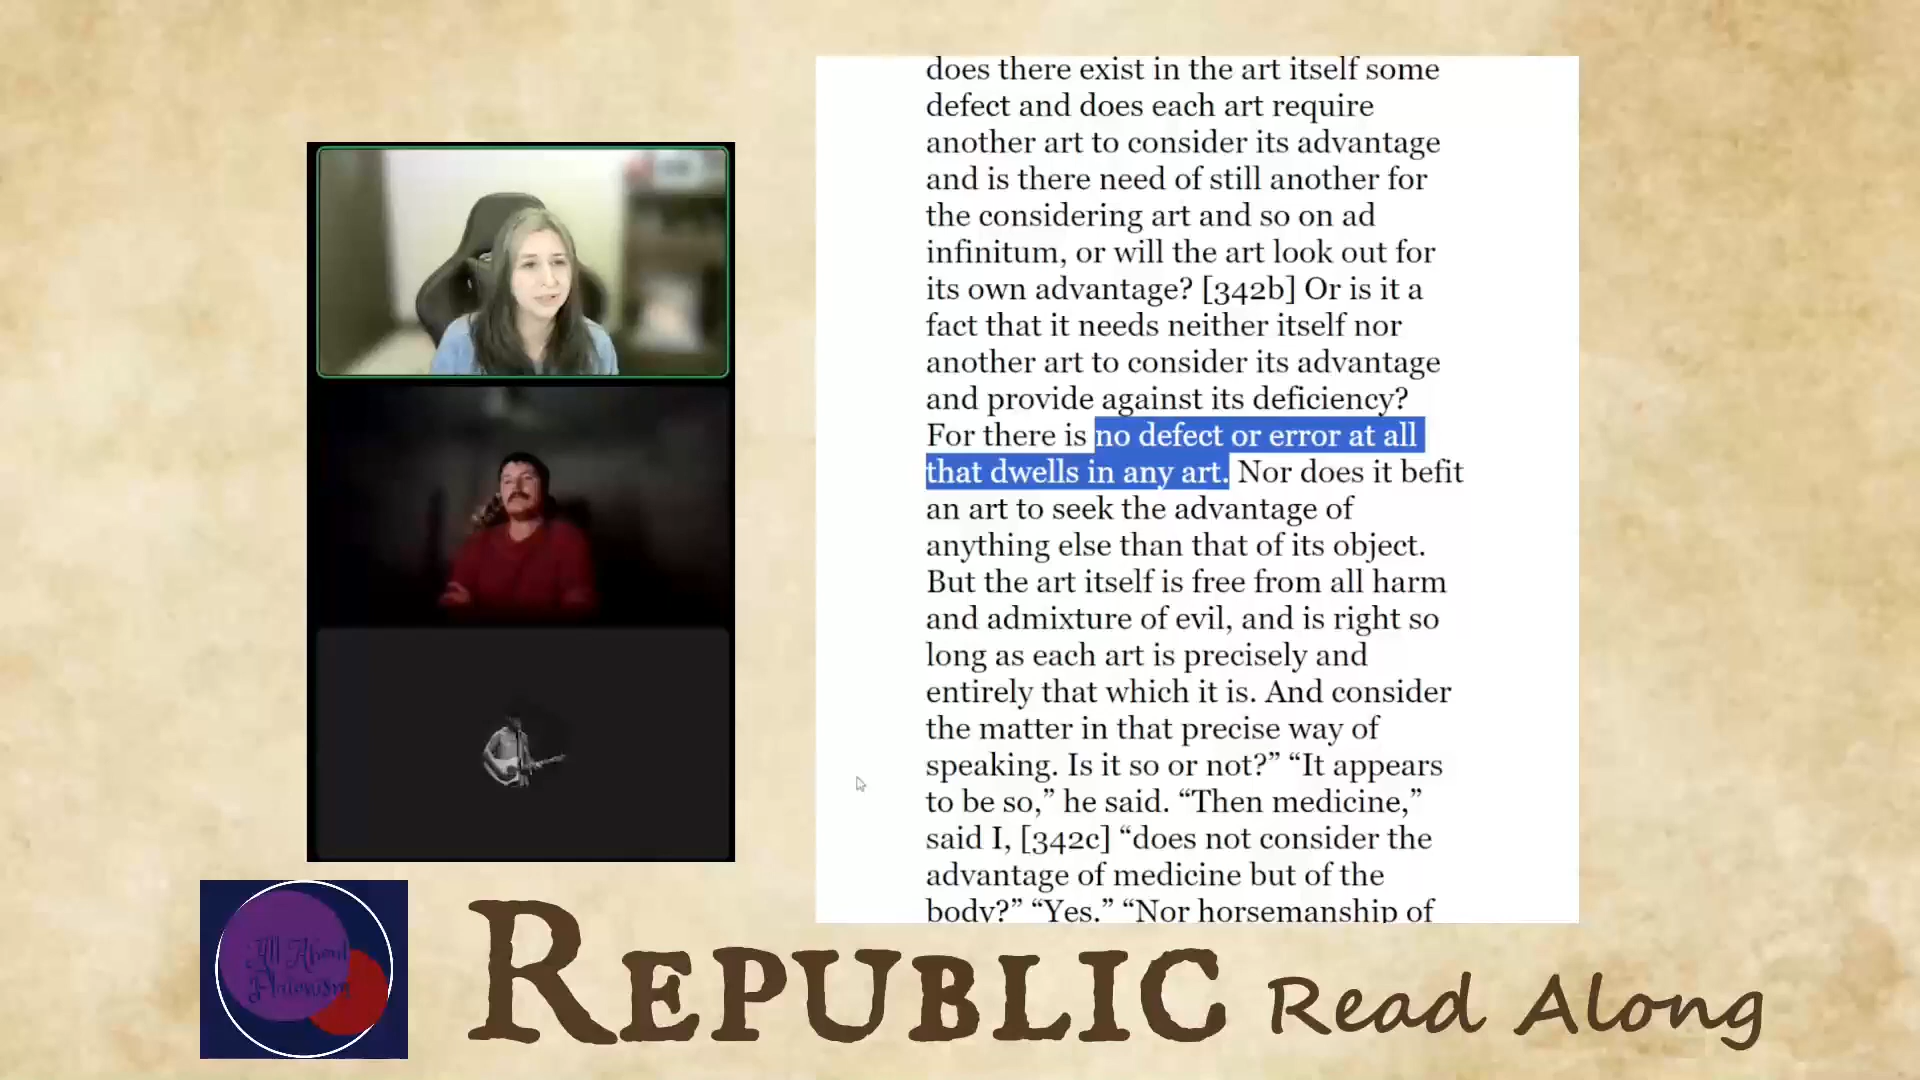 does there exist in the art itself some
defect and does each art require
another art to consider its advantage
and is there need of still another for
the considering art and so on ad
infinitum, or will the art look out for
its own advantage? [342b] Or is it a
fact that it needs neither itself nor
another art to consider its advantage
and provide against its deficiency?
For there is no defect or error at all
that dwells in any art. Nor does it befit
an art to seek the advantage of
anything else than that of its object.
But the art itself is free from all harm
and admixture of evil, and is right so
long as each art is precisely and
entirely that which it is. And consider
the matter in that precise way of
speaking. Is it so or not?” “It appears
to be so,” he said. “Then medicine,”
said I, [342c] “does not consider the
advantage of medicine but of the
body?” “Yes.” “Nor horsemanship of
All About
Platonism
REPUBLIC Read Along